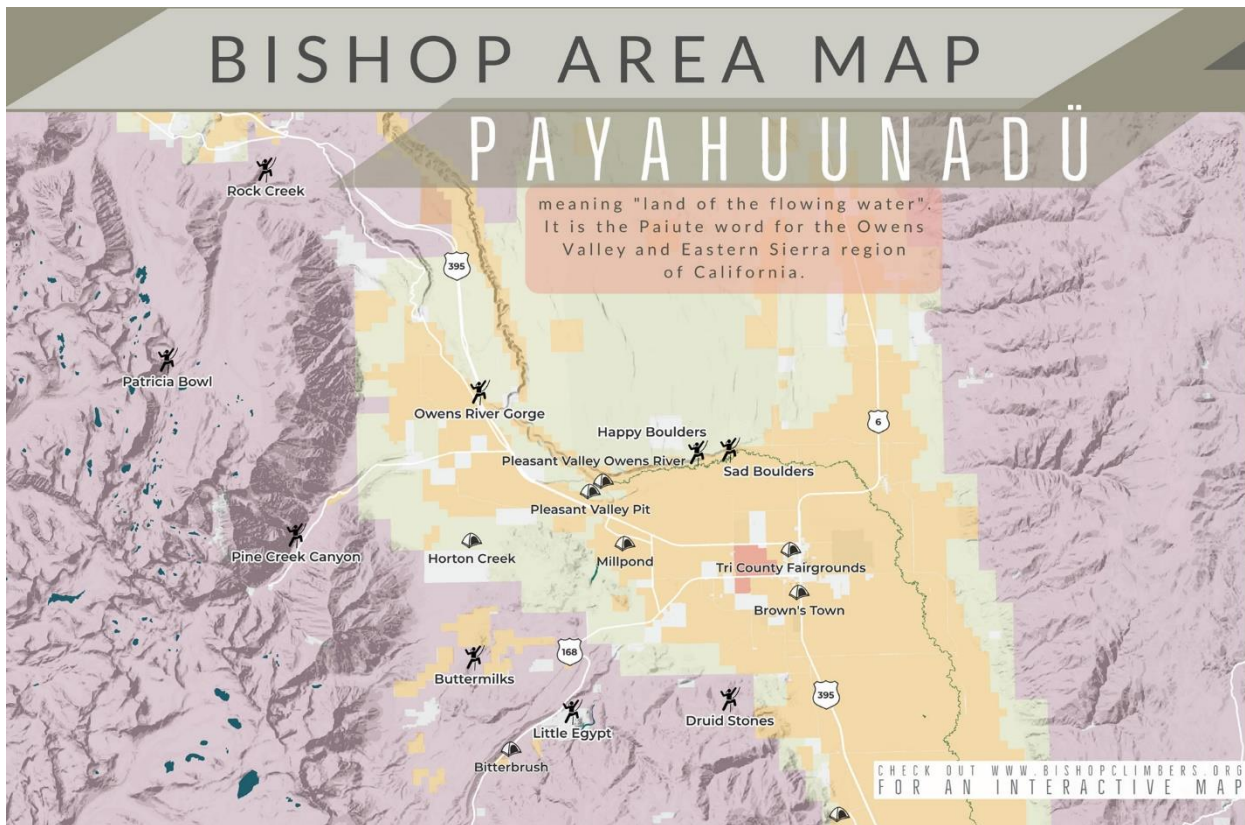 BISHOP AREA MAP
PAYAHUUNADÜ
meaning "land of the flowing water".
It is the Paiute word for the Owens
Valley and Eastern Sierra region
of California.
Rock Creek
395
Patricia Bowl
Owens River Gorge
6
Happy Boulders
Pleasant Valley Owens River
Sad Boulders
Pleasant Valley Pit
Pine Creek Canyon
Horton Creek
Millpond
Tri County Fairgrounds
Brown's Town
168
Buttermilks
395
Little Egypt
Druid Stones
Bitterbrush
CHECK OUT WWW.BISHOPCLIMBERS.ORG
FOR AN INTERACTIVE MAP